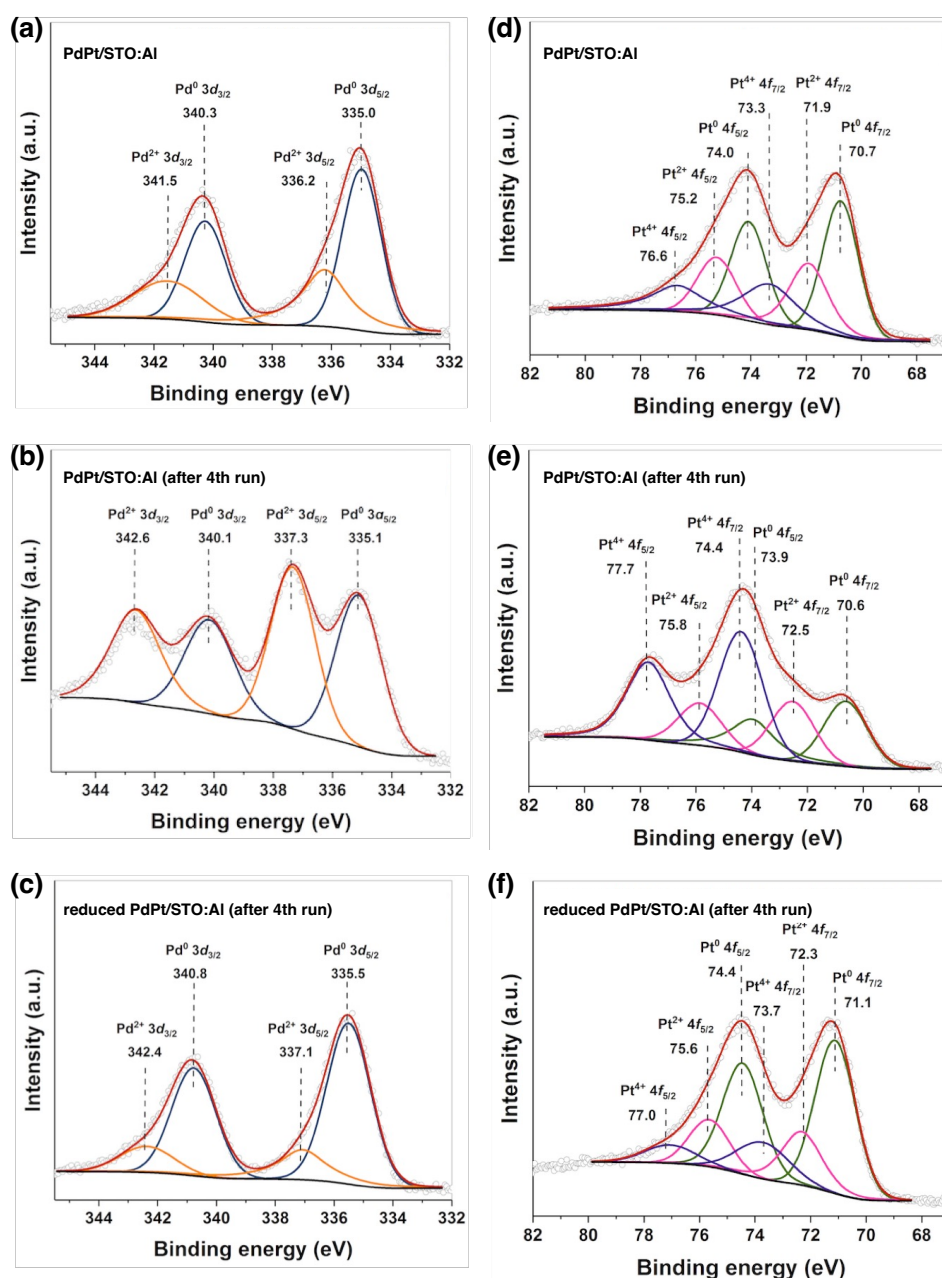 (a)
PdPt/STO:Al
Pd⁰ 3d₃/₂
340.3
Pd⁰ 3d₅/₂
335.0
Pd²⁺ 3d₃/₂
341.5
Pd²⁺ 3d₅/₂
336.2
Intensity (a.u.)
344 342 340 338 336 334 332
Binding energy (eV)
(d)
PdPt/STO:Al
Pt⁴⁺ 4f₇/₂
73.3
Pt²⁺ 4f₇/₂
71.9
Pt⁰ 4f₅/₂
74.0
Pt⁰ 4f₇/₂
70.7
Pt²⁺ 4f₅/₂
75.2
Pt⁴⁺ 4f₅/₂
76.6
Intensity (a.u.)
82 80 78 76 74 72 70 68
Binding energy (eV)
(b)
PdPt/STO:Al (after 4th run)
Pd²⁺ 3d₃/₂
342.6
Pd⁰ 3d₃/₂
340.1
Pd²⁺ 3d₅/₂
337.3
Pd⁰ 3α₅/₂
335.1
Intensity (a.u.)
344 342 340 338 336 334 332
Binding energy (eV)
(e)
PdPt/STO:Al (after 4th run)
Pt⁴⁺ 4f₅/₂
77.7
Pt⁴⁺ 4f₇/₂
74.4
Pt⁰ 4f₅/₂
73.9
Pt²⁺ 4f₅/₂
75.8
Pt²⁺ 4f₇/₂
72.5
Pt⁰ 4f₇/₂
70.6
Intensity (a.u.)
82 80 78 76 74 72 70 68
Binding energy (eV)
(c)
reduced PdPt/STO:Al (after 4th run)
Pd⁰ 3d₃/₂
340.8
Pd⁰ 3d₅/₂
335.5
Pd²⁺ 3d₃/₂
342.4
Pd²⁺ 3d₅/₂
337.1
Intensity (a.u.)
344 342 340 338 336 334 332
Binding energy (eV)
(f)
reduced PdPt/STO:Al (after 4th run)
Pt²⁺ 4f₇/₂
72.3
Pt⁰ 4f₅/₂
74.4
Pt⁴⁺ 4f₇/₂
73.7
Pt⁰ 4f₇/₂
71.1
Pt²⁺ 4f₅/₂
75.6
Pt⁴⁺ 4f₅/₂
77.0
Intensity (a.u.)
82 80 78 76 74 72 70 68
Binding energy (eV)